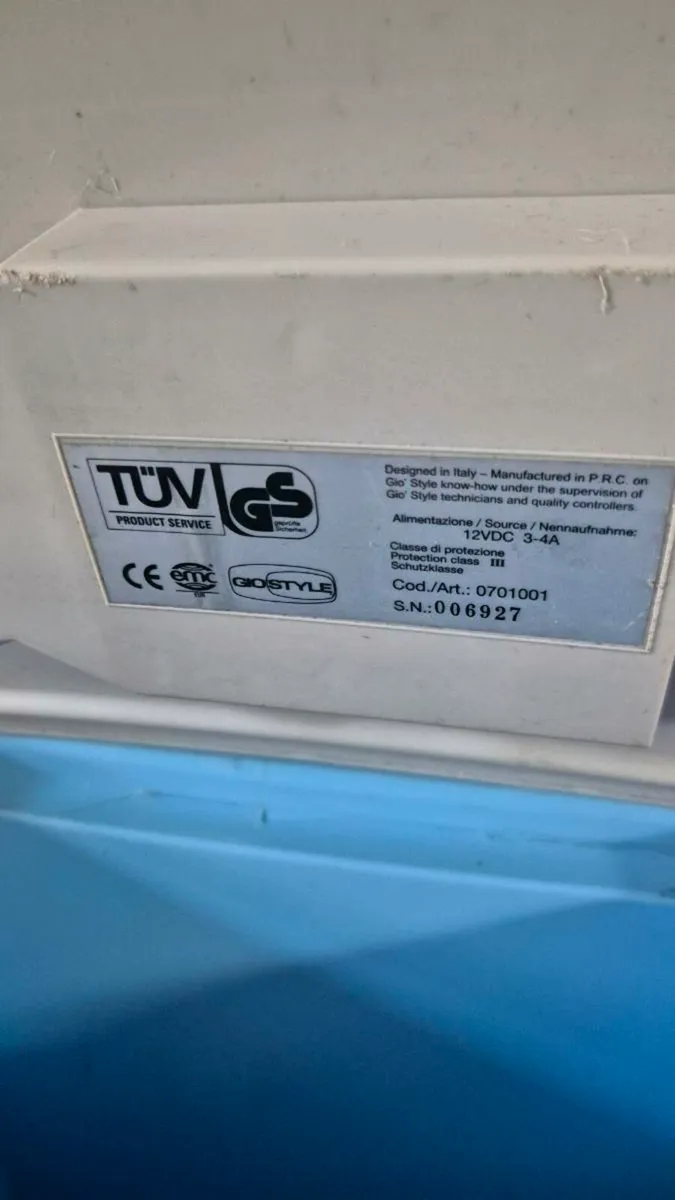 TÜV
PRODUCT SERVICE
GS
geprüfte
Sicherheit
CE emc
GIO STYLE
Designed in Italy – Manufactured in P.R.C. on
Gio' Style know-how under the supervision of
Gio' Style technicians and quality controllers.
Alimentazione / Source / Nennaufnahme:
12VDC 3-4A
Classe di protezione
Protection class III
Schutzklasse
Cod./Art.: 0701001
S.N.: 006927